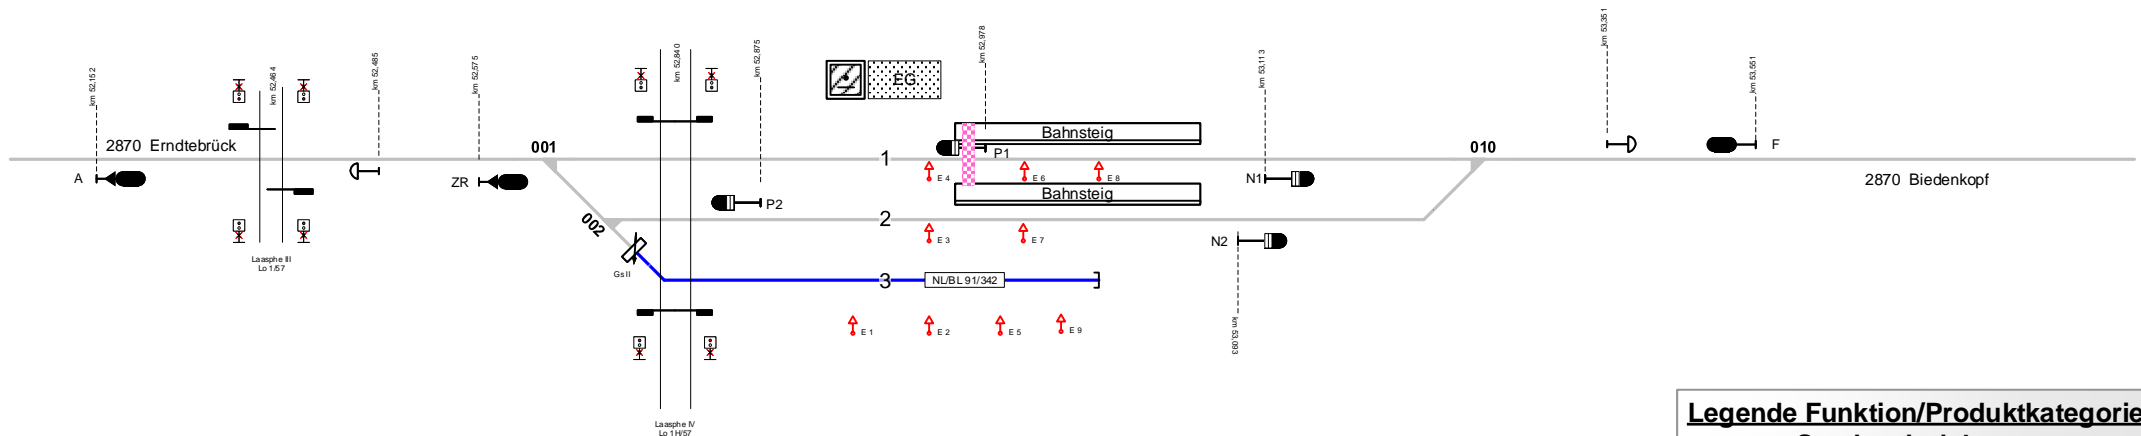 km 52,152
km 52,464
km 52,485
km 52,575
km 52,840
km 52,875
km 52,978
km 53,113
km 53,351
km 53,551
EG
Bahnsteig
2870 Erndtebrück
001
1
P1
010
F
A
ZR
E 4
E 6
E 8
N1
2870 Biedenkopf
Bahnsteig
P2
002
2
E 3
E 7
N2
Laasphe III
Lo 1/57
Gs II
3
NL/BL 91/342
E 1
E 2
E 5
E 9
km 53,093
Laasphe IV
Lo 1H/57
Legende Funktion/Produktkategorie